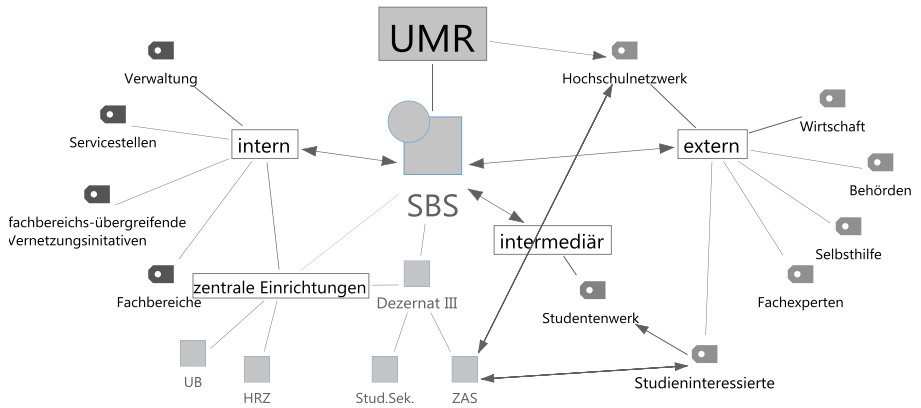 UMR
Verwaltung
Hochschulnetzwerk
Wirtschaft
Servicestellen
intern
extern
Behörden
SBS
fachbereichs-übergreifende
Vernetzungsinitativen
intermediär
Selbsthilfe
Fachbereiche
zentrale Einrichtungen
Dezernat III
Studentenwerk
Fachexperten
UB
HRZ
Stud.Sek.
ZAS
Studieninteressierte